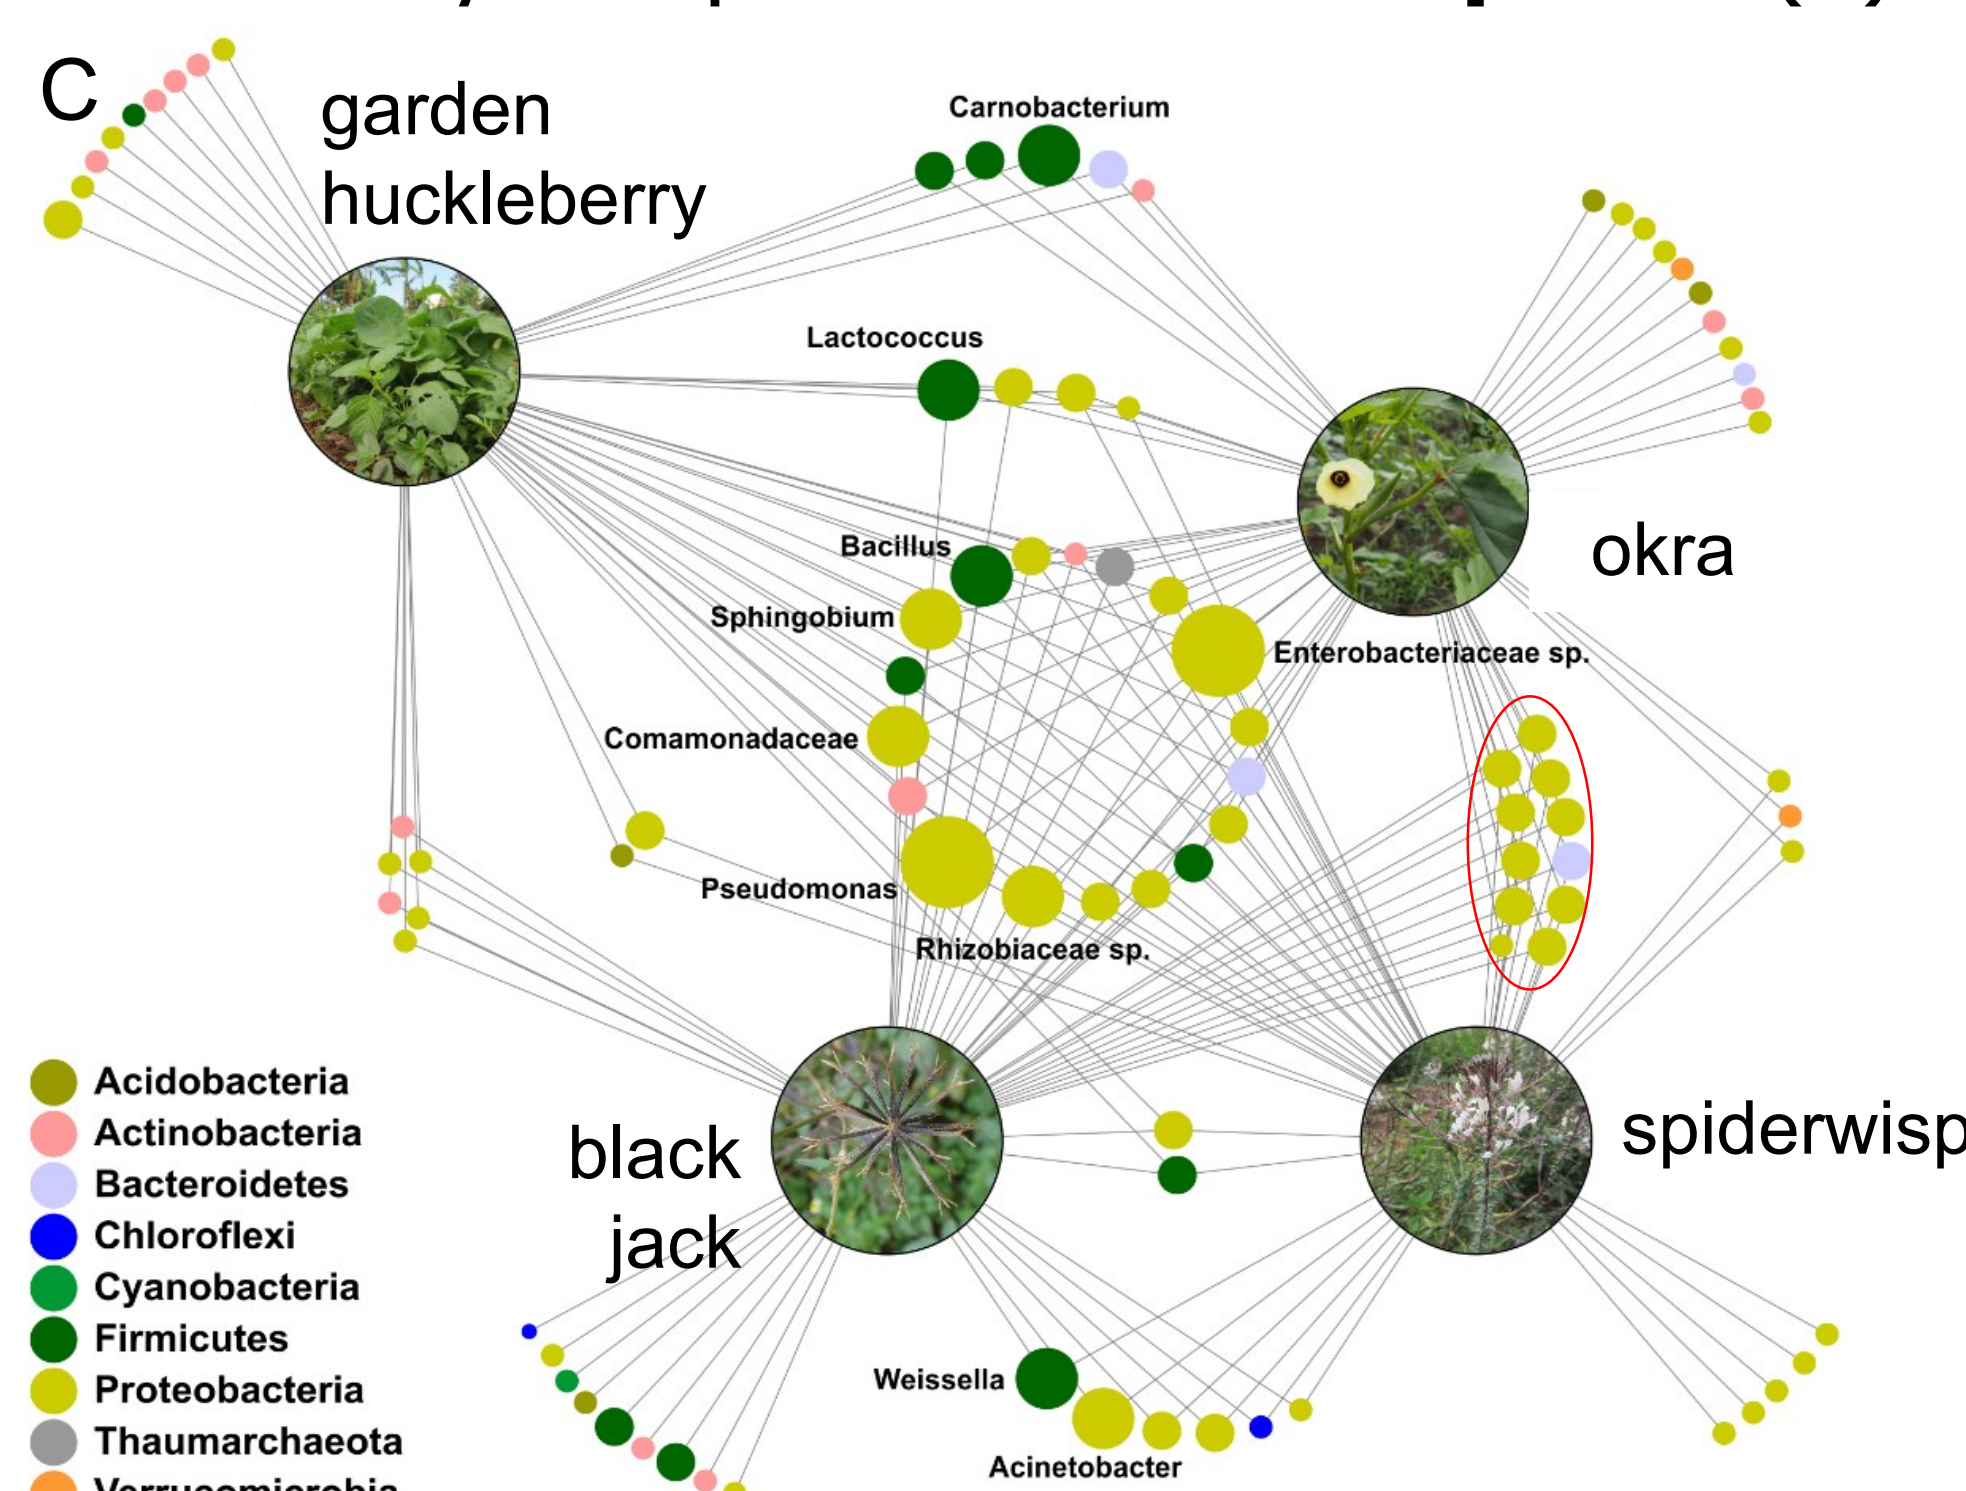 C
garden
huckleberry
Carnobacterium
Lactococcus
Bacillus
Sphingobium
okra
Enterobacteriaceae sp.
Comamonadaceae
Pseudomonas
Rhizobiaceae sp.
black
jack
spiderwisp
Acidobacteria
Actinobacteria
Bacteroidetes
Chloroflexi
Cyanobacteria
Firmicutes
Proteobacteria
Thaumarchaeota
Verrucomicrobia
Weissella
Acinetobacter